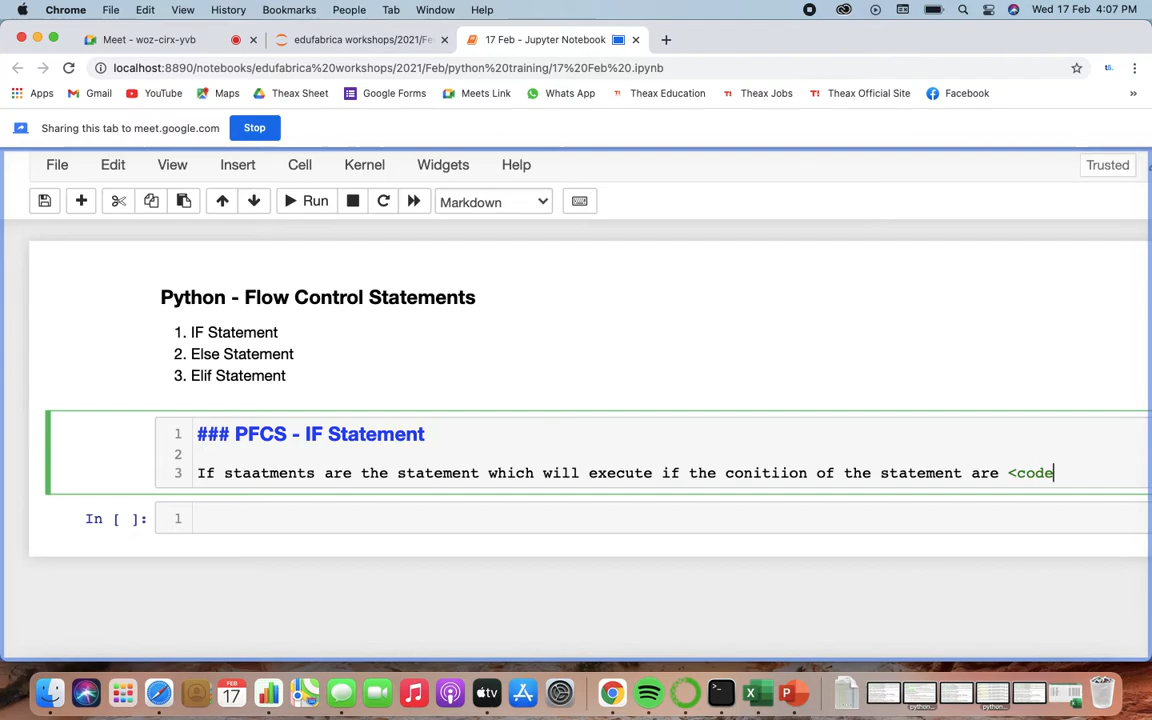 Chrome File Edit View History Bookmarks People Tab Window Help Wed 17 Feb 4:07 PM
Meet - woz-cirx-yvb edufabrica workshops/2021/Fe 17 Feb - Jupyter Notebook
localhost:8890/notebooks/edufabrica%20workshops/2021/Feb/python%20training/17%20Feb%20.ipynb
Apps Gmail YouTube Maps Theax Sheet Google Forms Meets Link Whats App Theax Education Theax Jobs Theax Official Site Facebook »
Sharing this tab to meet.google.com Stop
File Edit View Insert Cell Kernel Widgets Help Trusted
Run Markdown
Python - Flow Control Statements
1. IF Statement
2. Else Statement
3. Elif Statement
1 ### PFCS - IF Statement
2
3 If staatments are the statement which will execute if the conitiion of the statement are <code
In [ ]: 1
FEB
17
tv
python...
python...